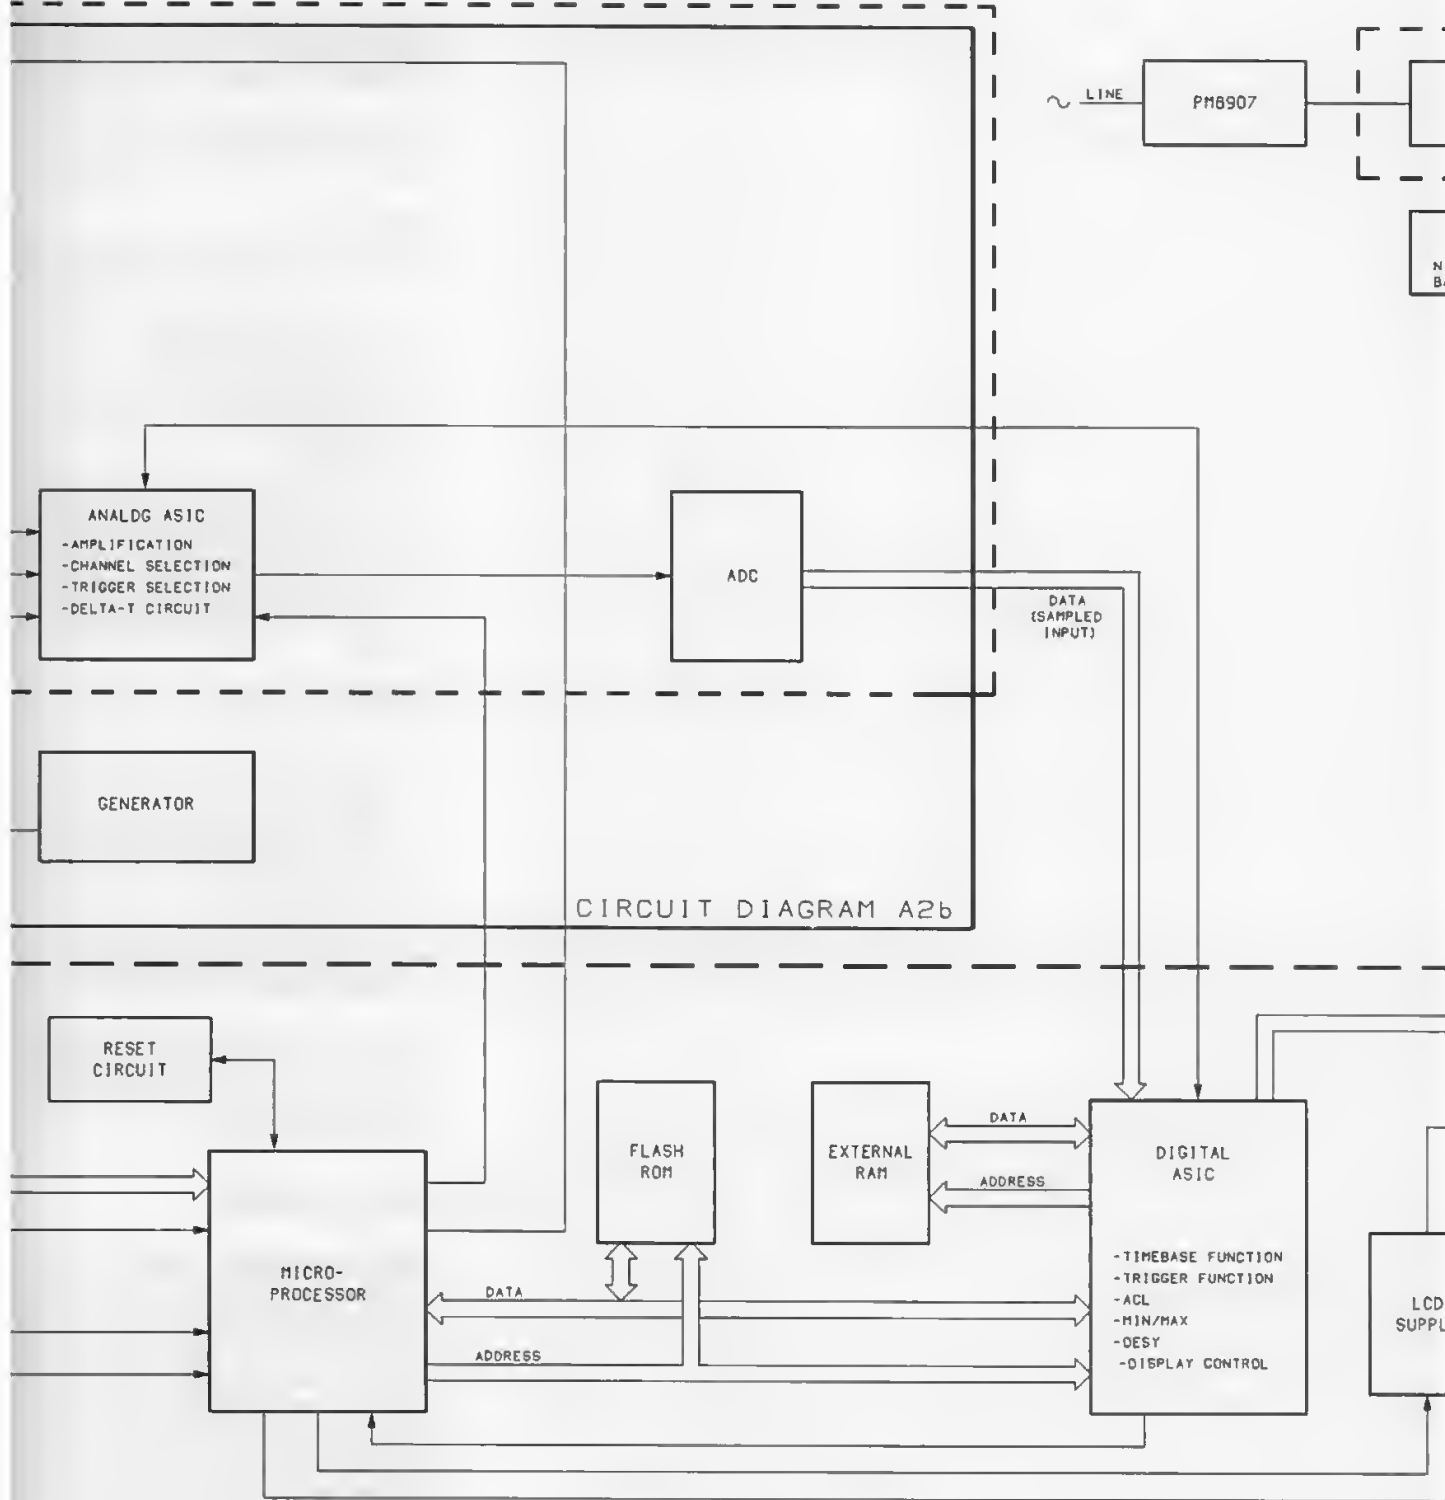 LINE
PM8907
N
BA
ANALOG ASIC
-AMPLIFICATION
-CHANNEL SELECTION
-TRIGGER SELECTION
-DELTA-T CIRCUIT
ADC
DATA
(SAMPLED
INPUT)
GENERATOR
CIRCUIT DIAGRAM A2b
RESET
CIRCUIT
FLASH
ROM
EXTERNAL
RAM
DATA
ADDRESS
DIGITAL
ASIC
-TIMEBASE FUNCTION
-TRIGGER FUNCTION
-ACL
-MIN/MAX
-DESY
-DISPLAY CONTROL
MICRO-
PROCESSOR
DATA
ADDRESS
LCD
SUPPL